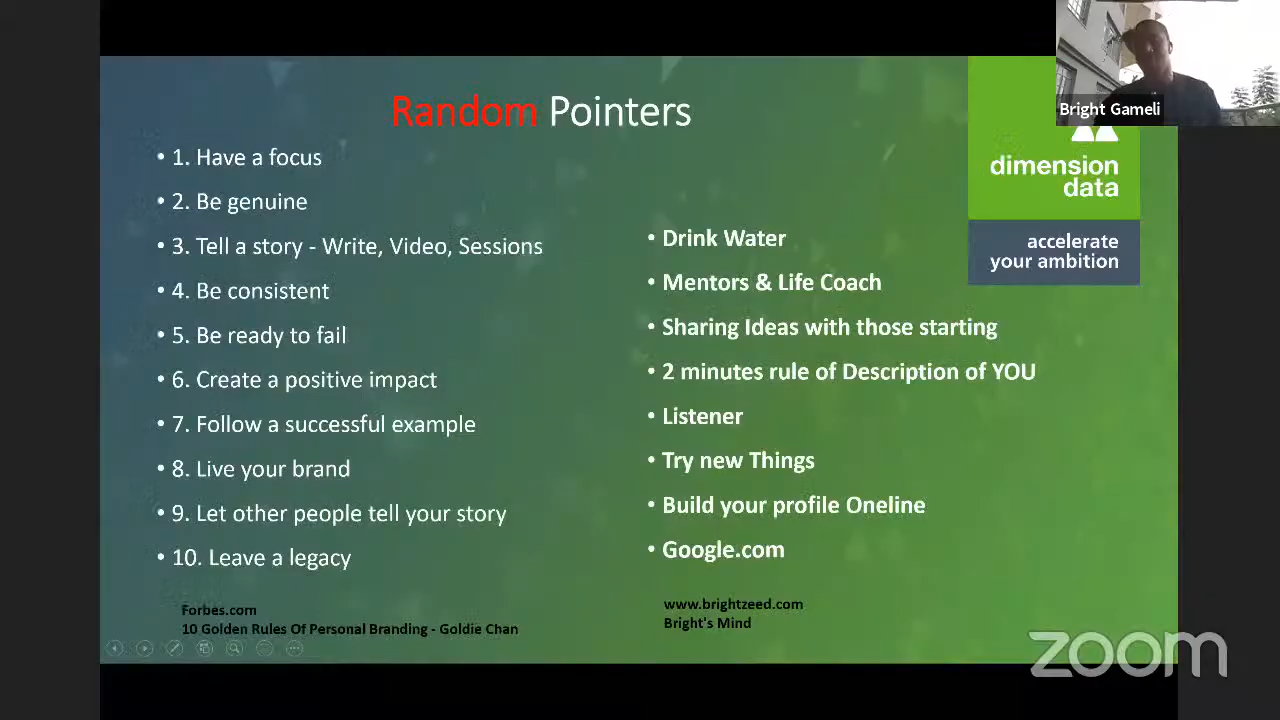 Random Pointers
• 1. Have a focus
• 2. Be genuine
• 3. Tell a story - Write, Video, Sessions
• 4. Be consistent
• 5. Be ready to fail
• 6. Create a positive impact
• 7. Follow a successful example
• 8. Live your brand
• 9. Let other people tell your story
• 10. Leave a legacy
Forbes.com
10 Golden Rules Of Personal Branding - Goldie Chan
• Drink Water
• Mentors & Life Coach
• Sharing Ideas with those starting
• 2 minutes rule of Description of YOU
• Listener
• Try new Things
• Build your profile Oneline
• Google.com
www.brightzeed.com
Bright's Mind
Bright Gameli
dimension
data
accelerate
your ambition
zoom